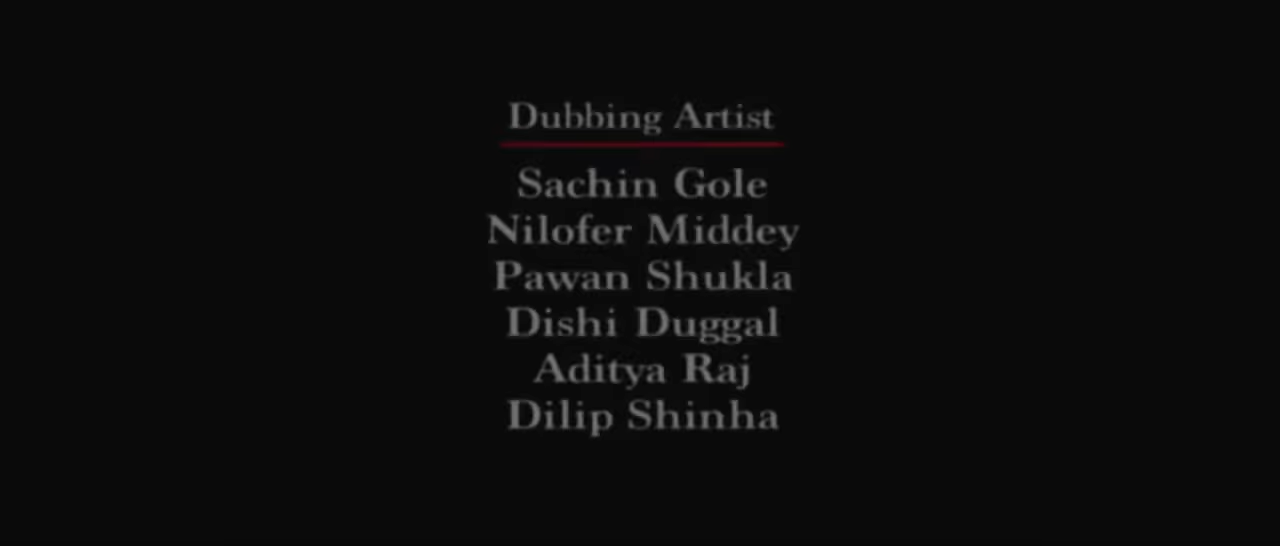 Dubbing Artist
Sachin Gole
Nilofer Middey
Pawan Shukla
Dishi Duggal
Aditya Raj
Dilip Shinha